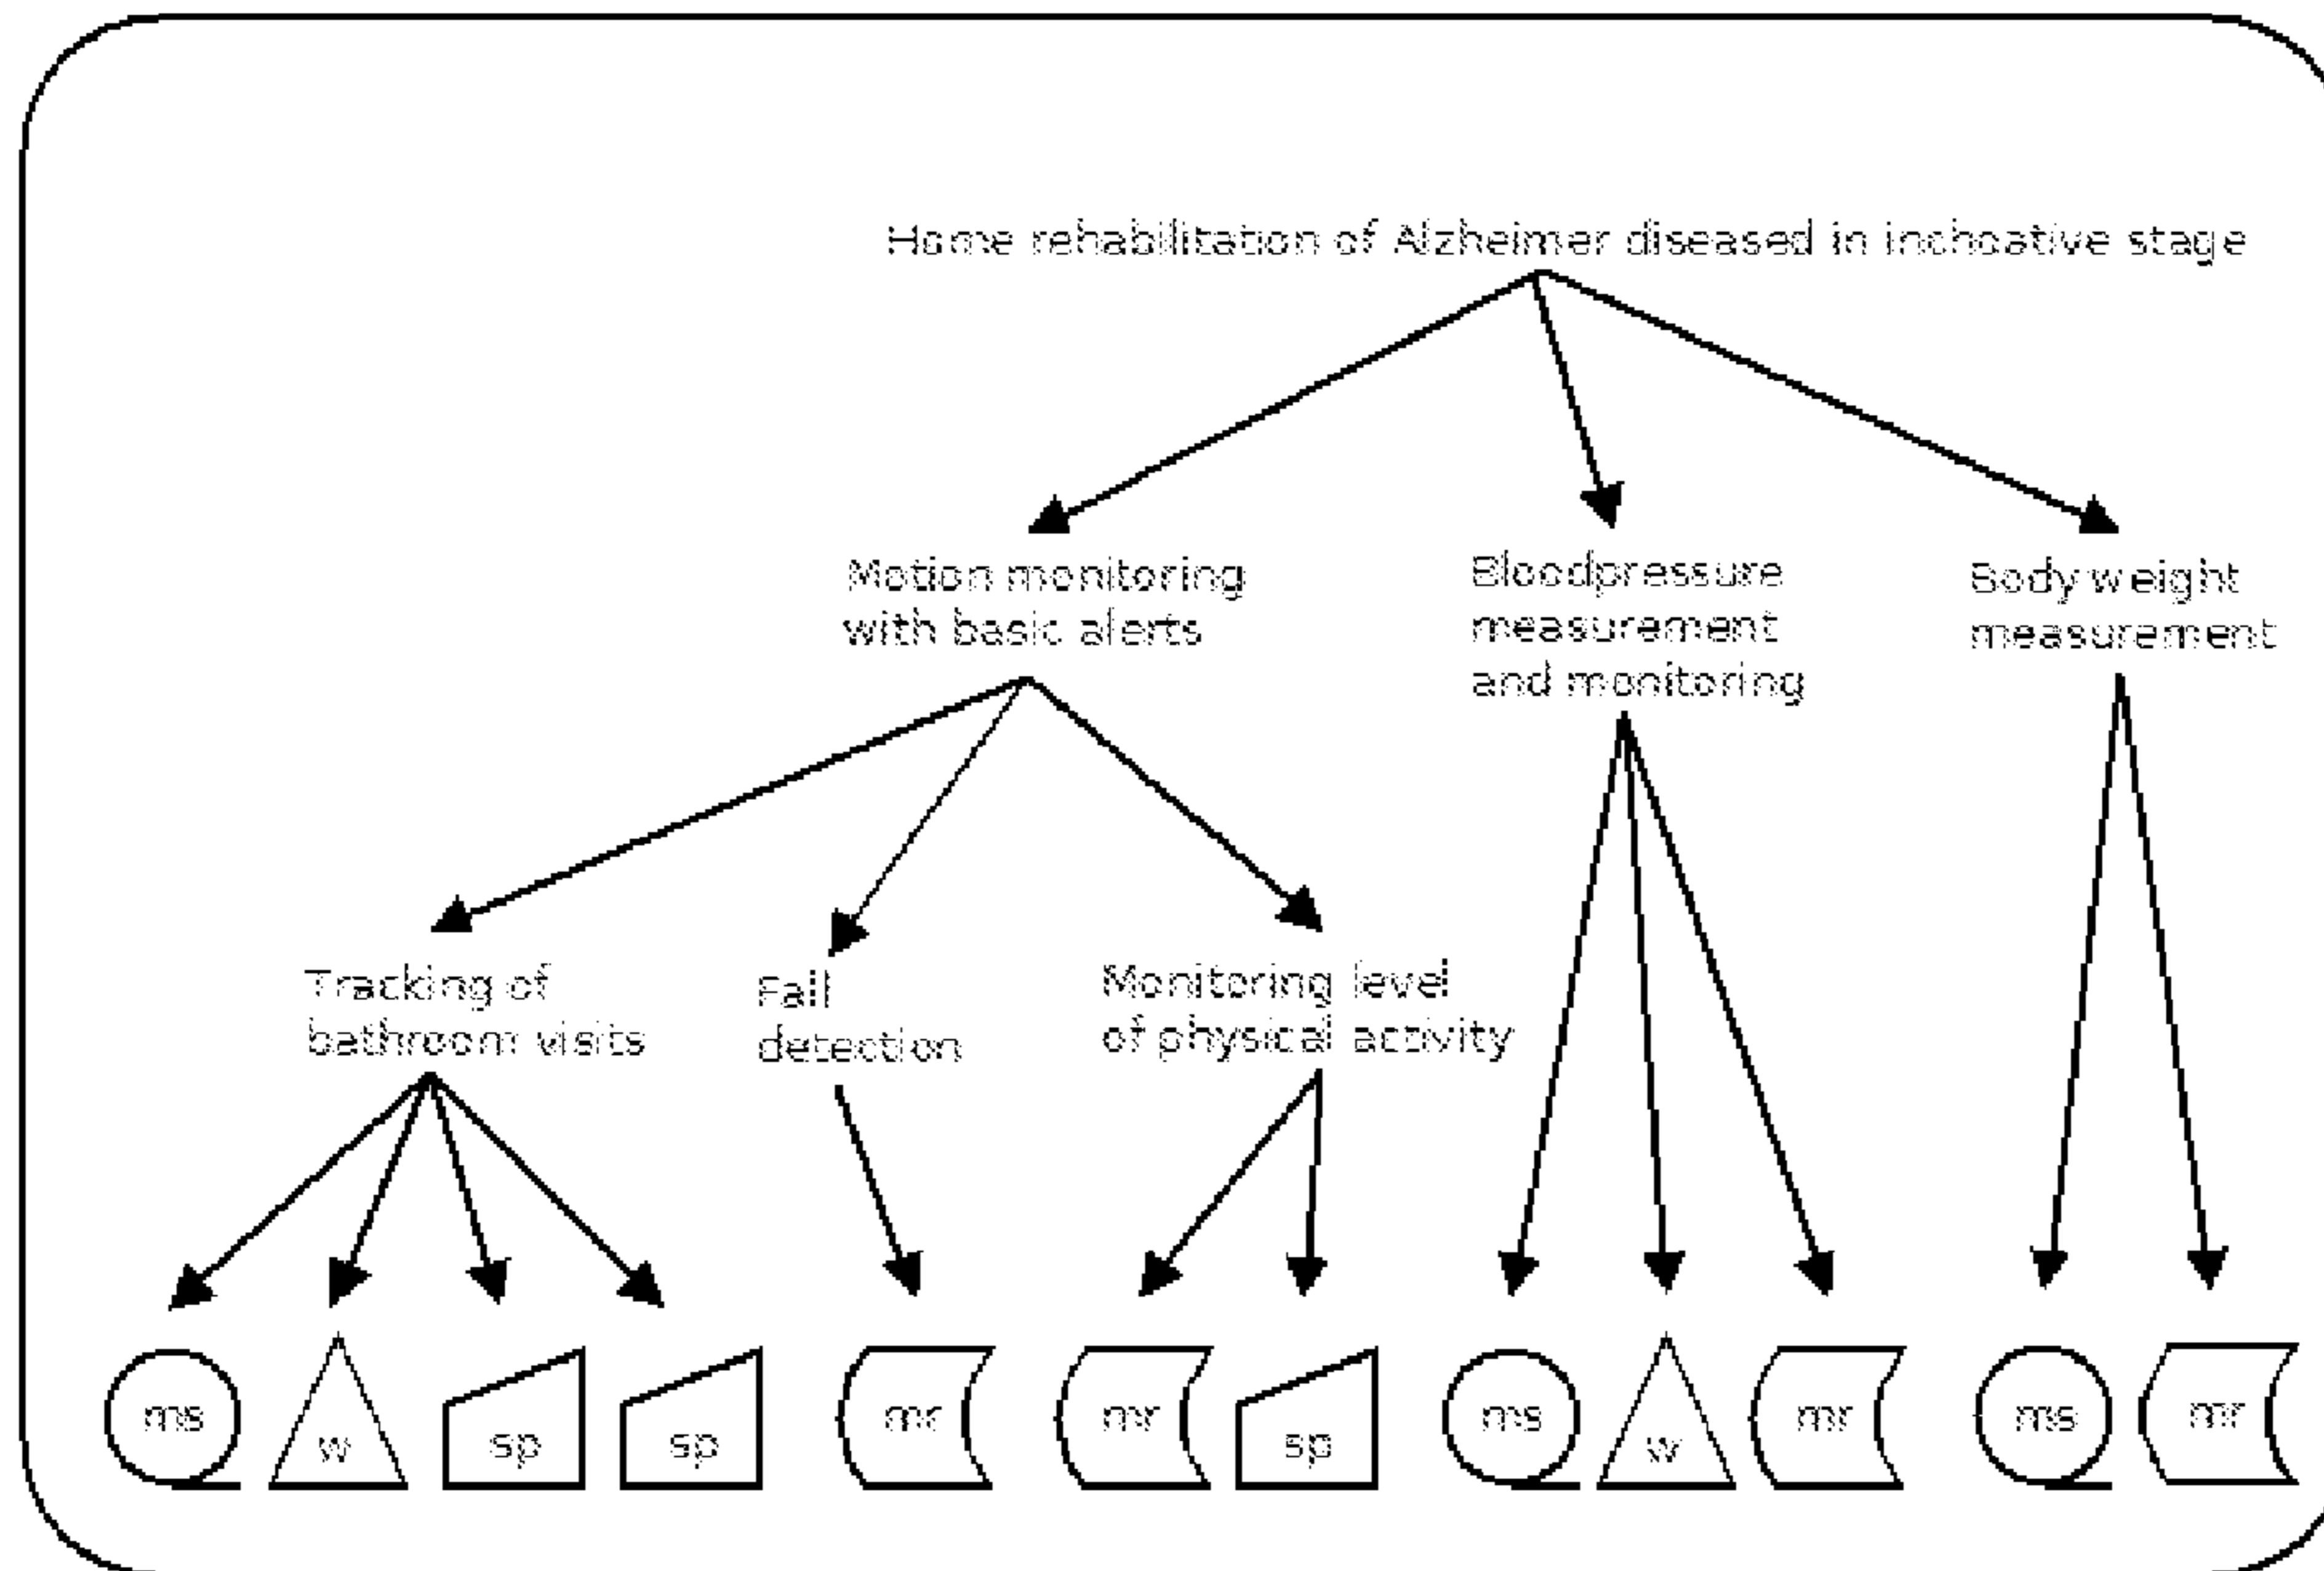 Home rehabilitation of Alzheimer diseased in inchoative stage
Motion monitoring
with basic alerts
Bloodpressure
measurement
and monitoring
Body weight
measurement
Tracking of
bathroom visits
Fall
detection
Monitoring level
of physical activity
ms
w
sp
sp
mr
mr
sp
ms
w
mr
ms
mr